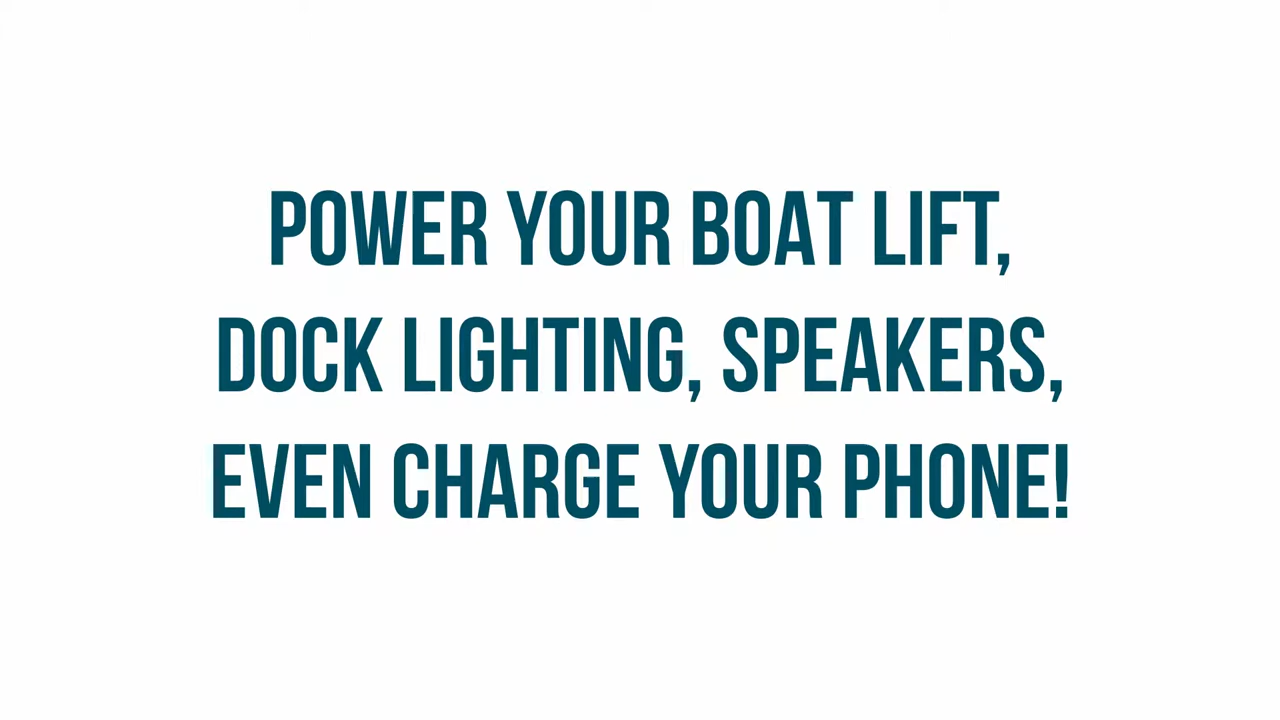 POWER YOUR BOAT LIFT,
DOCK LIGHTING, SPEAKERS,
EVEN CHARGE YOUR PHONE!